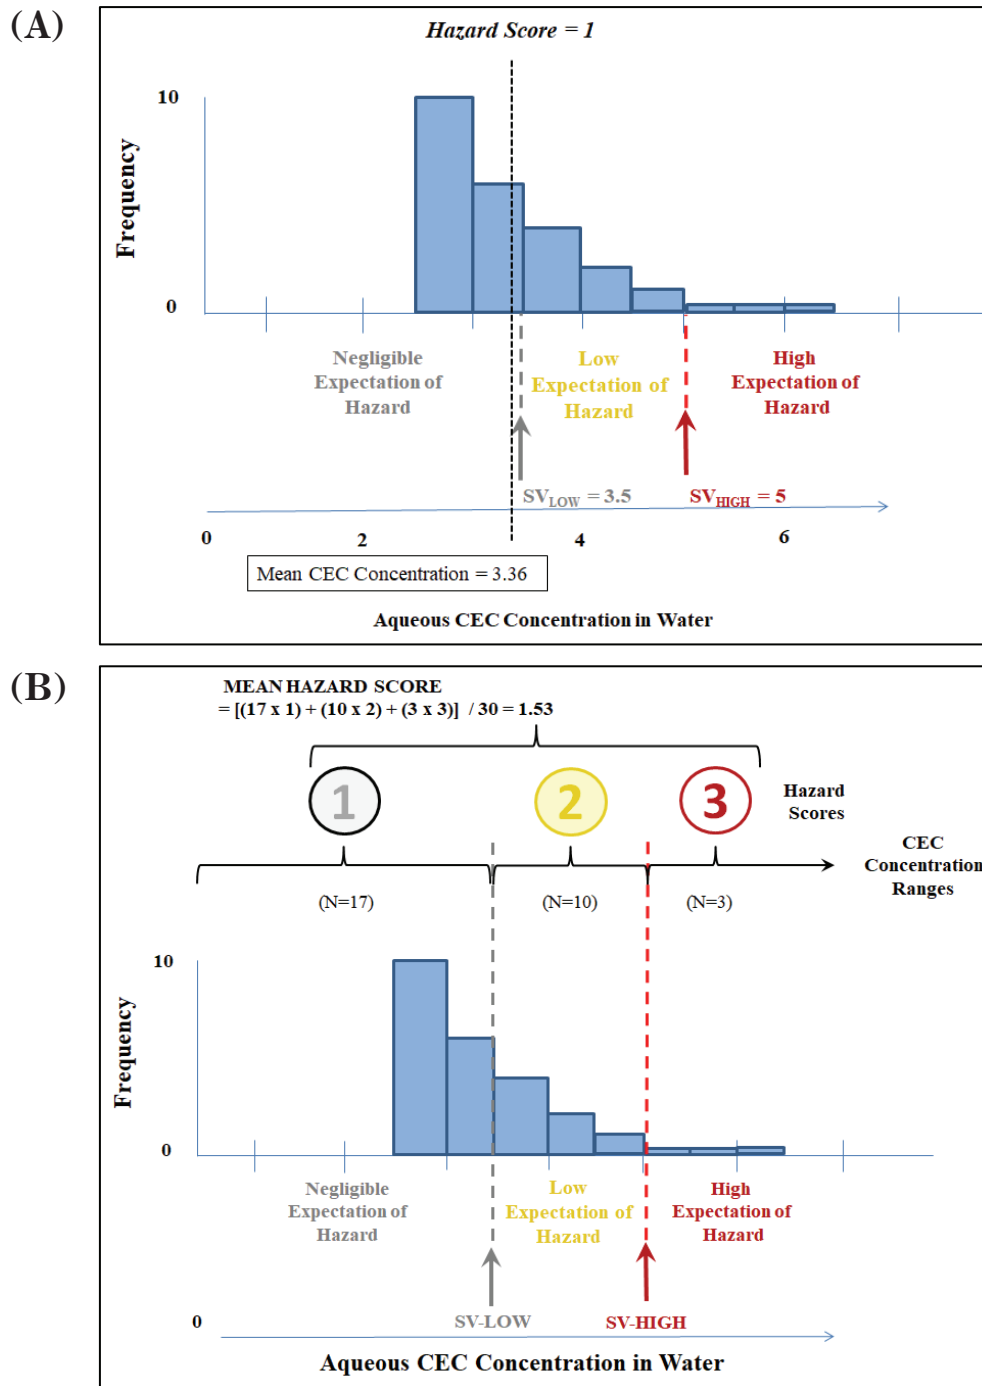 (A)
Hazard Score = 1
10
Frequency
0
Negligible
Expectation of
Hazard
Low
Expectation of
Hazard
High
Expectation of
Hazard
SVLOW = 3.5
SVHIGH = 5
0
2
4
6
Mean CEC Concentration = 3.36
Aqueous CEC Concentration in Water
(B)
MEAN HAZARD SCORE
= [(17 x 1) + (10 x 2) + (3 x 3)] / 30 = 1.53
1
2
3
Hazard
Scores
CEC
Concentration
Ranges
(N=17)
(N=10)
(N=3)
10
Frequency
0
Negligible
Expectation of
Hazard
Low
Expectation of
Hazard
High
Expectation of
Hazard
SV-LOW
SV-HIGH
0
Aqueous CEC Concentration in Water